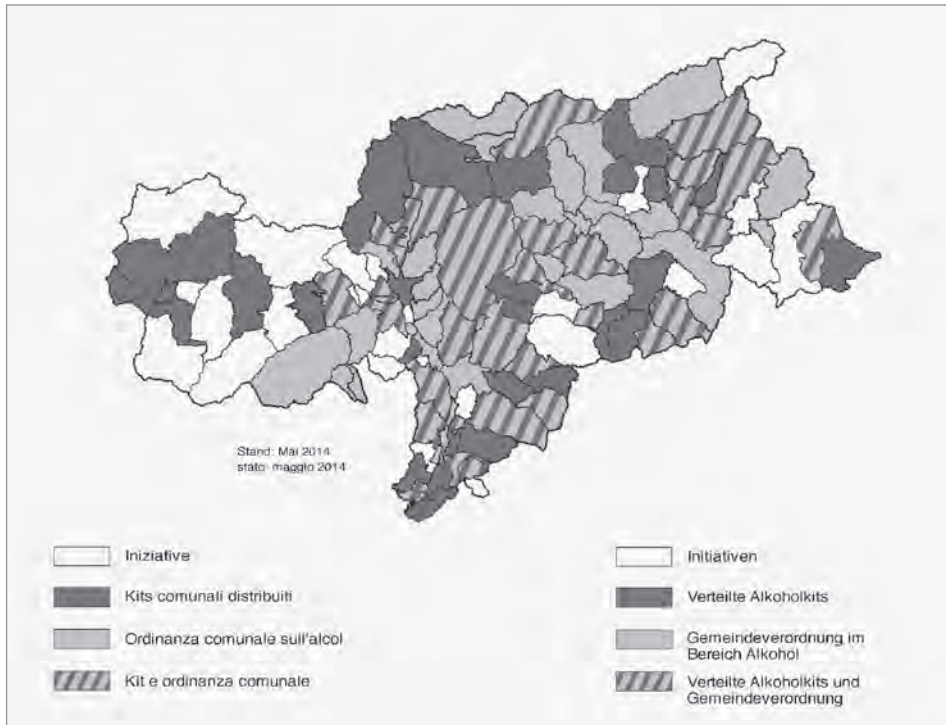 Stand: Mai 2014
stato: maggio 2014
Iniziative
Kits comunali distribuiti
Ordinanza comunale sull'alcol
Kit e ordinanza comunale
Initiativen
Verteilte Alkoholkits
Gemeindeverordnung im
Bereich Alkohol
Verteilte Alkoholkits und
Gemeindeverordnung